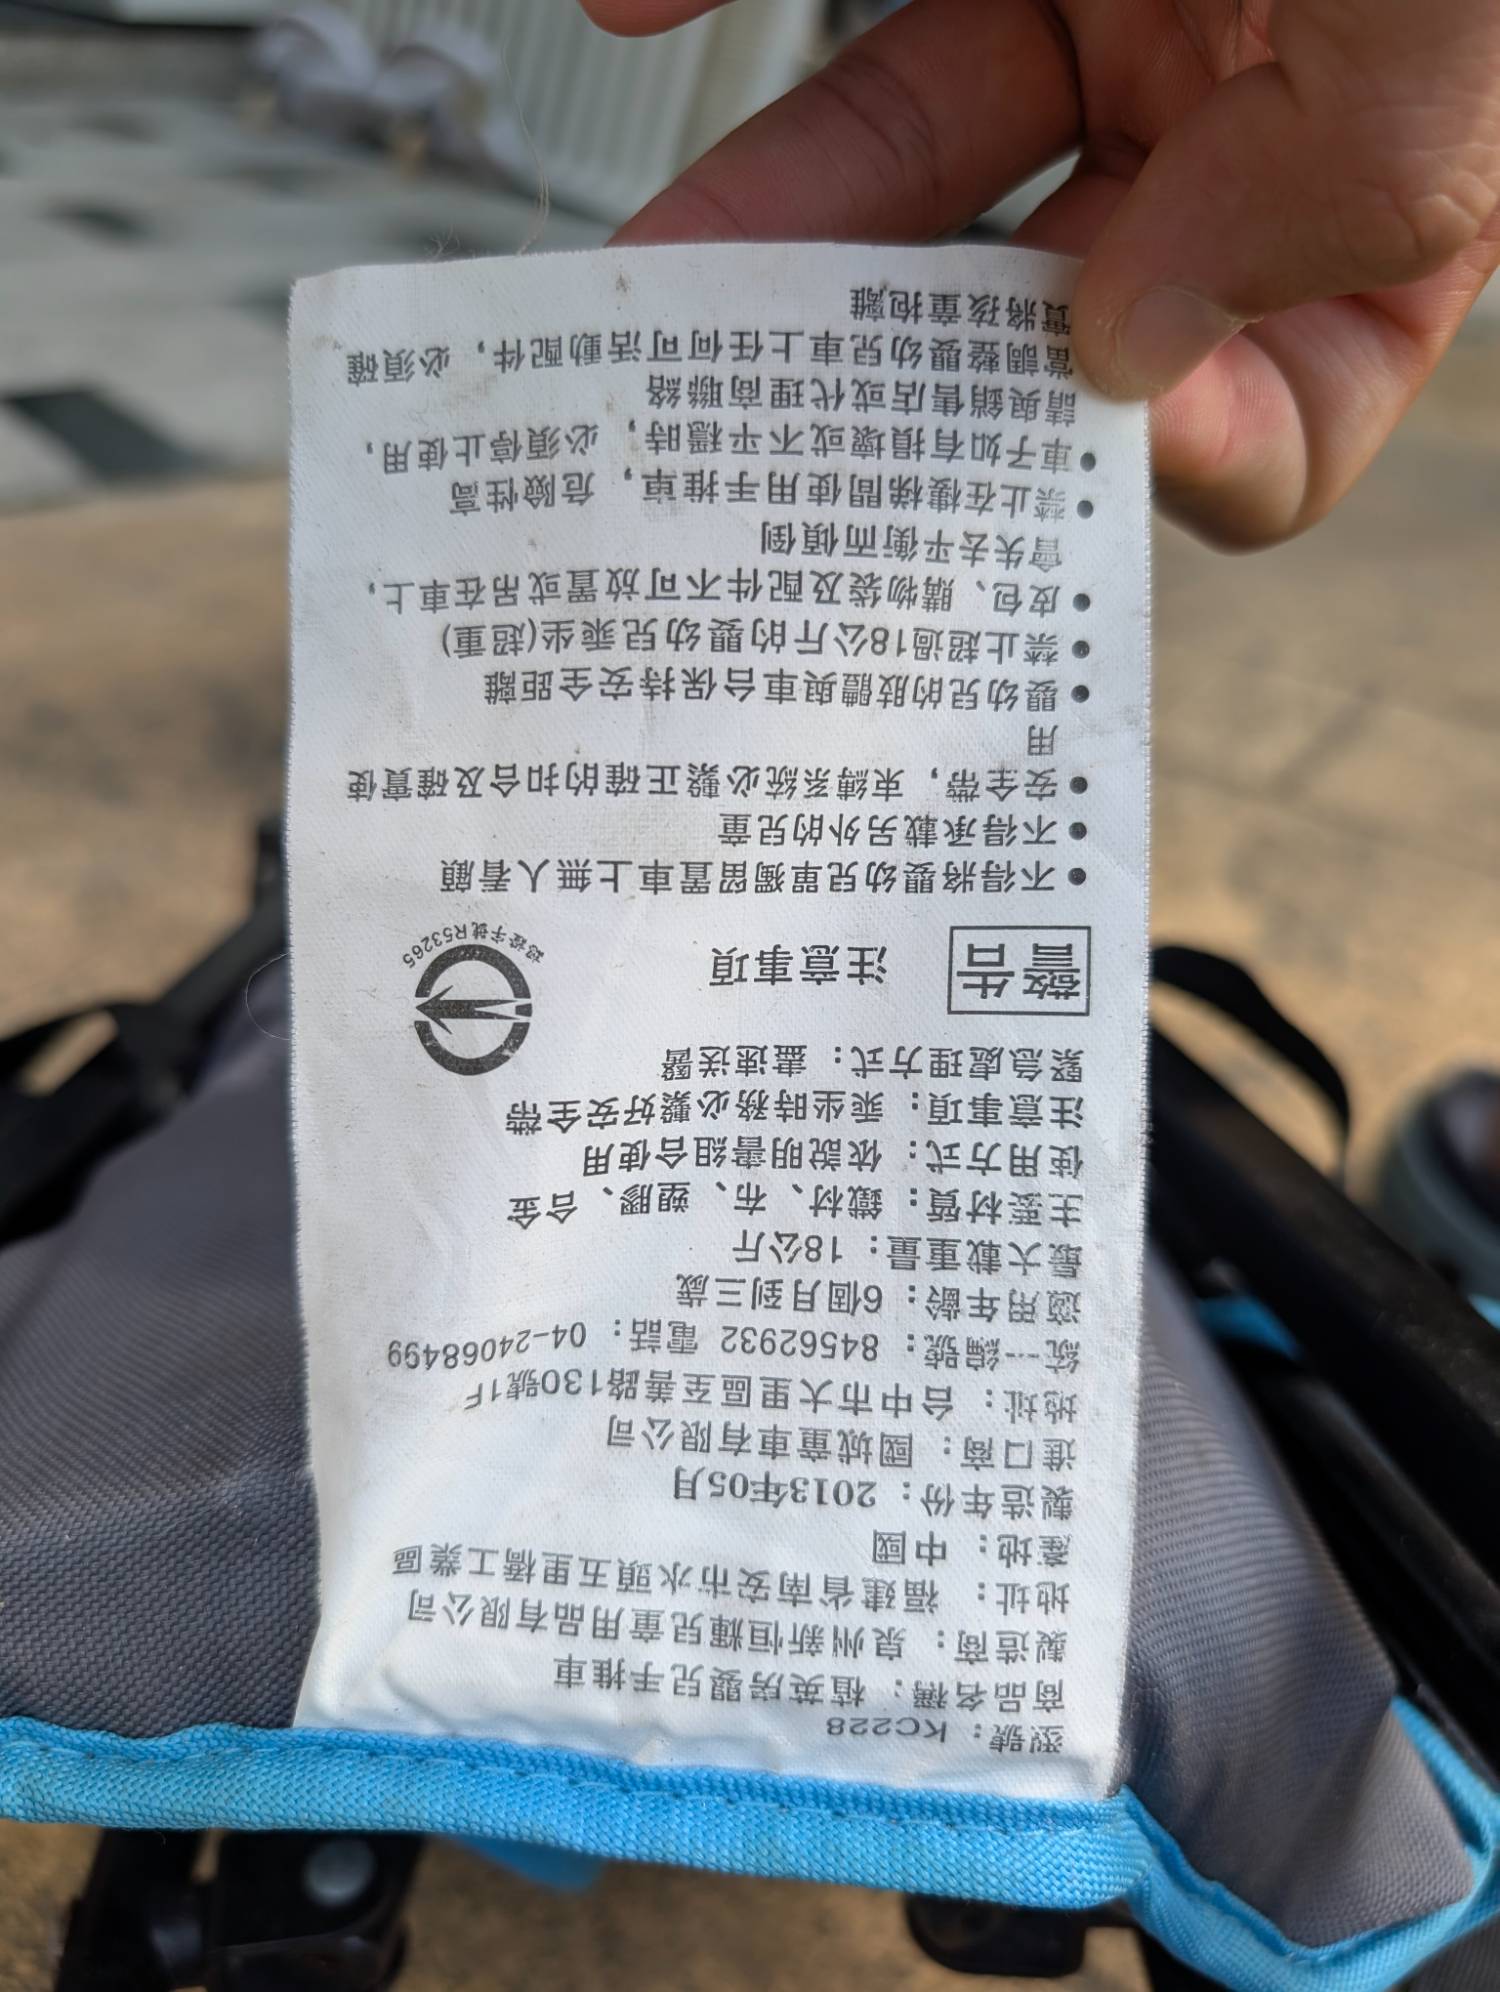 型號：KC228
商品名稱：植英房嬰兒手推車
製造商：泉州新恒輝兒童用品有限公司
地址：福建省南安市水頭五里橋工業區
產地：中國
製造年份：2013年05月
進口商：國城童車有限公司
地址：台中市大里區至善路130號1F
統一編號：84562932 電話：04-24068499
適用年齡：6個月到三歲
最大載重量：18公斤
主要材質：鐵材、布、塑膠、合金
使用方式：依說明書組合使用
注意事項：乘坐時務必繫好安全帶
緊急處理方式：盡速送醫
警告 注意事項
R53265
●不得將嬰幼兒單獨留置車上無人看顧
●不得承載另外的兒童
●安全帶，束縛系統必繫正確的扣合及確實使
用
●嬰幼兒的肢體與車台保持安全距離
●禁止超過18公斤的嬰幼兒乘坐(超重)
●皮包、購物袋及配件不可放置或吊在車上，
會失去平衡而傾倒
●禁止在樓梯間使用手推車，危險性高
●車子如有損壞或不平穩時，必須停止使用，
請與銷售店或代理商聯絡
當調整嬰幼兒車上任何可活動配件，必須確
實將孩童抱離